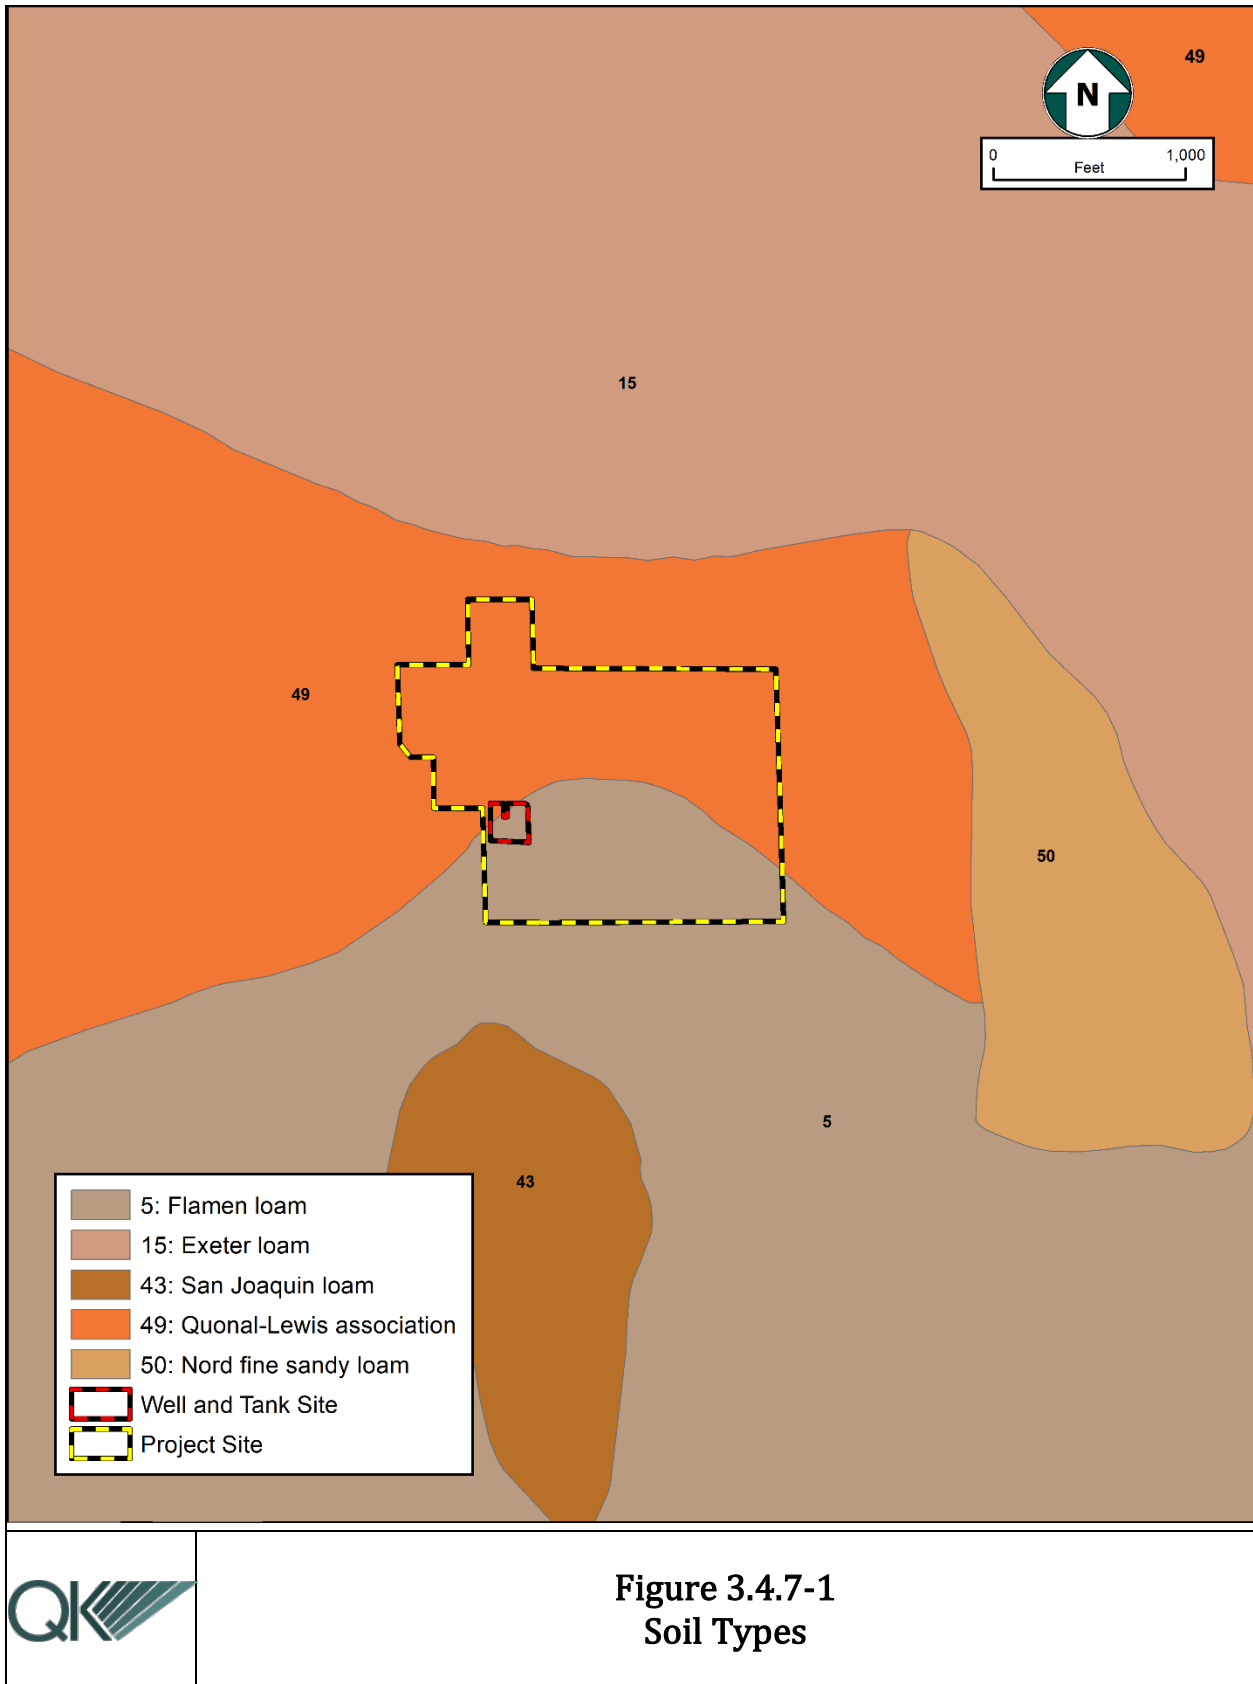 49
N
0 1,000
Feet
15
49
50
5
43
5: Flamen loam
15: Exeter loam
43: San Joaquin loam
49: Quonal-Lewis association
50: Nord fine sandy loam
Well and Tank Site
Project Site
QK
Figure 3.4.7-1
Soil Types